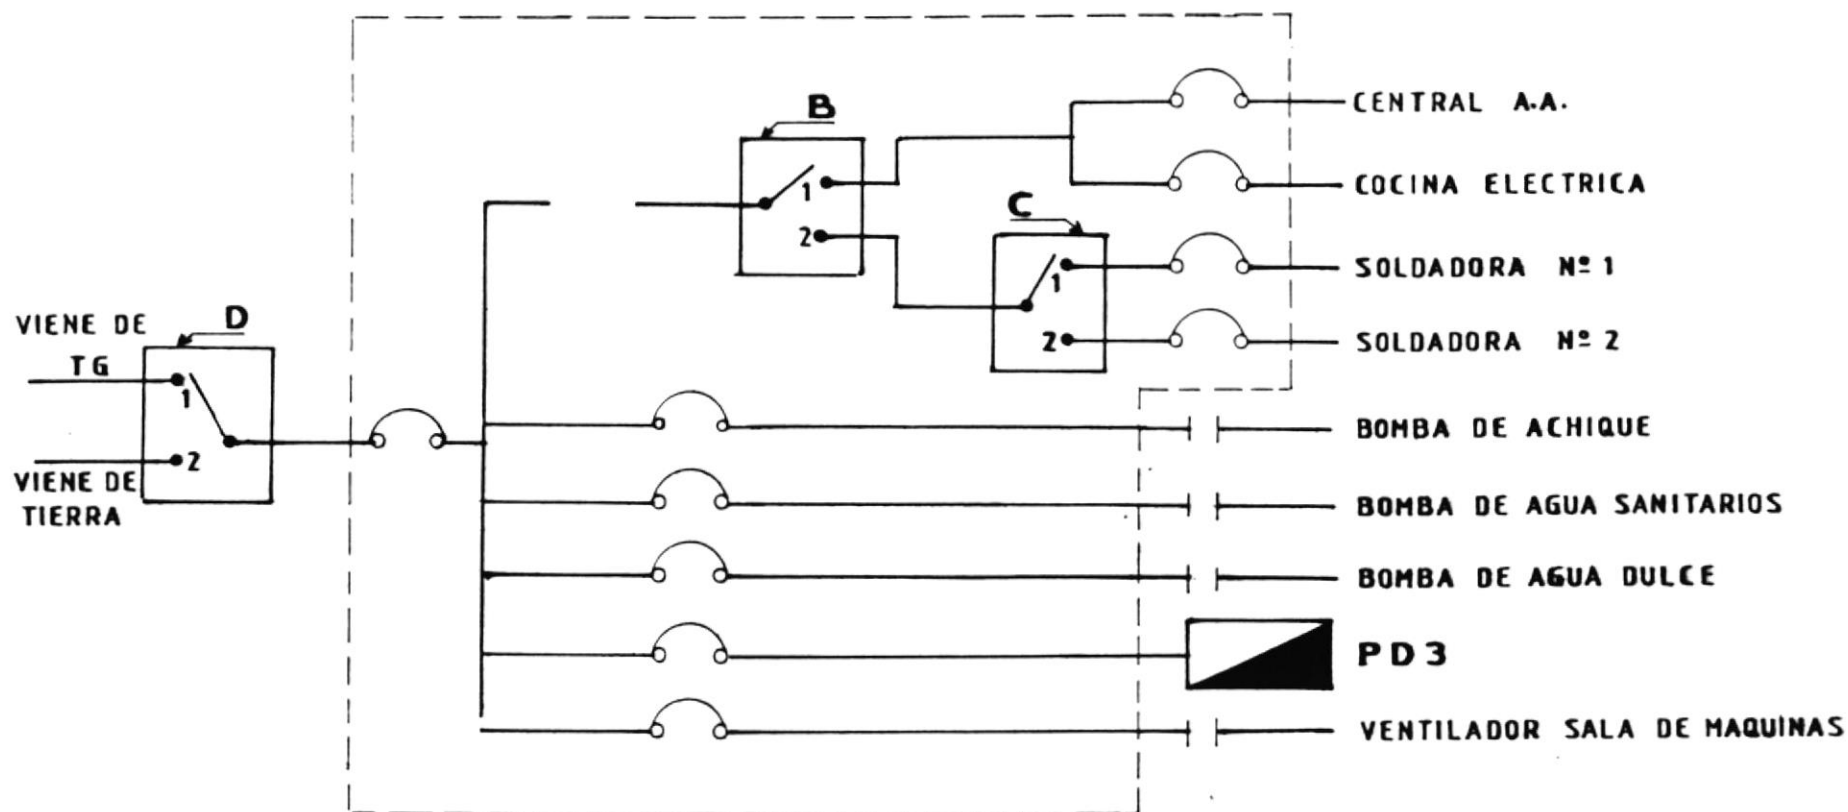 B
1
2
CENTRAL A.A.
COCINA ELECTRICA
C
1
2
SOLDADORA Nº 1
SOLDADORA Nº 2
VIENE DE
TG
D
1
2
VIENE DE
TIERRA
BOMBA DE ACHIQUE
BOMBA DE AGUA SANITARIOS
BOMBA DE AGUA DULCE
PD3
VENTILADOR SALA DE MAQUINAS